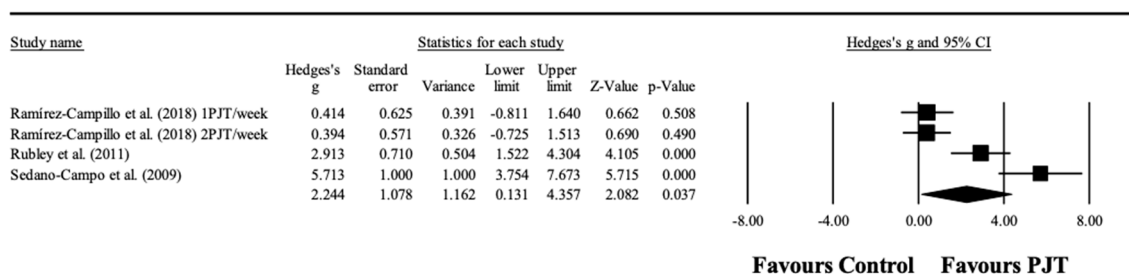 Study name Statistics for each study Hedges's g and 95% CI
Hedges's g Standard error Variance Lower limit Upper limit Z-Value p-Value
Ramírez-Campillo et al. (2018) 1PJT/week 0.414 0.625 0.391 -0.811 1.640 0.662 0.508
Ramírez-Campillo et al. (2018) 2PJT/week 0.394 0.571 0.326 -0.725 1.513 0.690 0.490
Rubley et al. (2011) 2.913 0.710 0.504 1.522 4.304 4.105 0.000
Sedano-Campo et al. (2009) 5.713 1.000 1.000 3.754 7.673 5.715 0.000
2.244 1.078 1.162 0.131 4.357 2.082 0.037
-8.00 -4.00 0.00 4.00 8.00
Favours Control Favours PJT